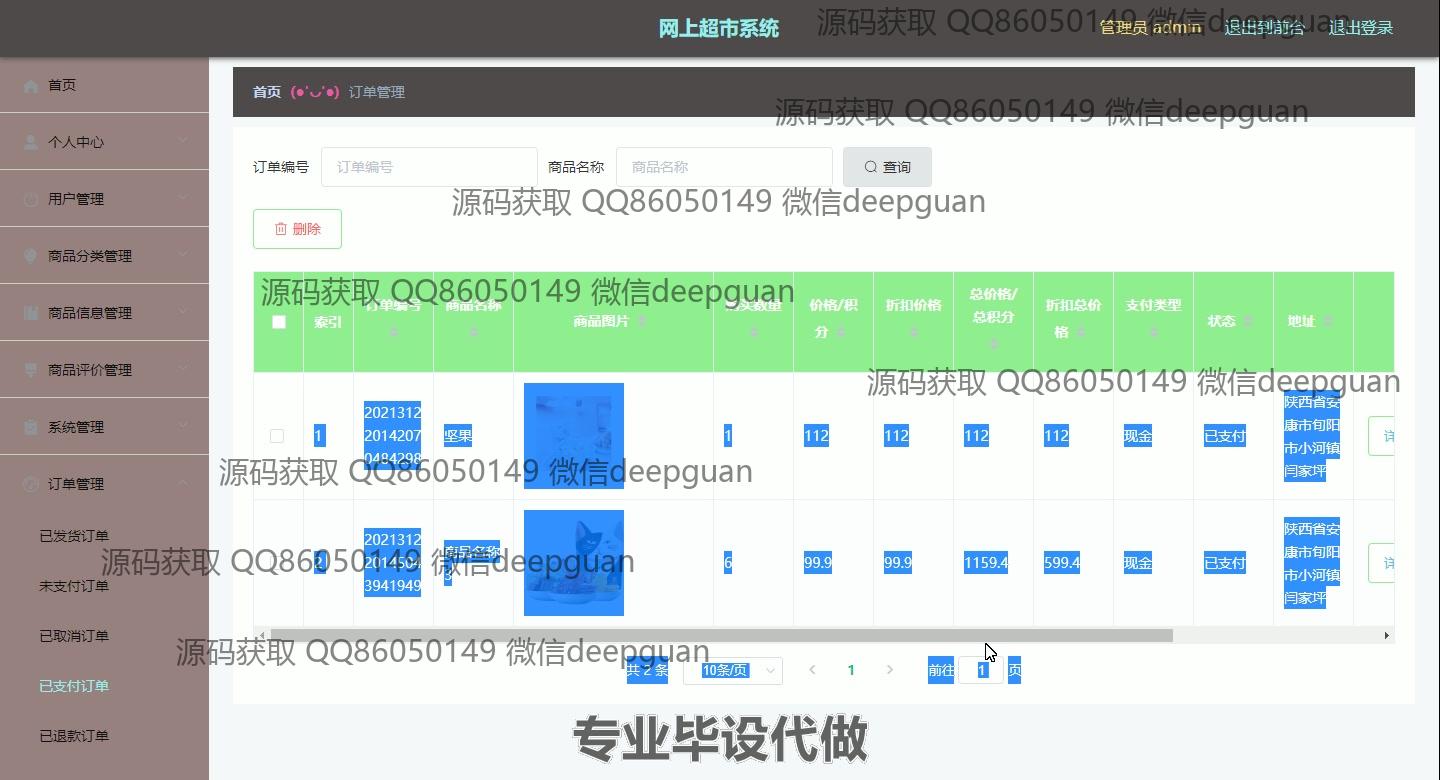 网上超市系统
管理员 admin
退出到前台
退出登录
源码获取 QQ86050149 微信deepguan
首页
个人中心
用户管理
商品分类管理
商品信息管理
商品评价管理
系统管理
订单管理
已发货订单
未支付订单
已取消订单
已支付订单
已退款订单
首页 (●'◡'●) 订单管理
源码获取 QQ86050149 微信deepguan
订单编号 订单编号 商品名称 商品名称 查询
源码获取 QQ86050149 微信deepguan
删除
源码获取 QQ86050149 微信deepguan
索引 订单编号 商品名称 商品图片 购买数量 价格/积分 折扣价格 总价格/总积分 折扣总价格 支付类型 状态 地址
源码获取 QQ86050149 微信deepguan
1
2021312
2014207
0484298
坚果
1
112
112
112
112
现金
已支付
陕西省安
康市旬阳
市小河镇
闫家坪
详
源码获取 QQ86050149 微信deepguan
2
2021312
2014504
3941949
商品名称
3
6
99.9
99.9
1159.4
599.4
现金
已支付
陕西省安
康市旬阳
市小河镇
闫家坪
详
源码获取 QQ86050149 微信deepguan
源码获取 QQ86050149 微信deepguan
共 2 条 10条/页 1 前往 1 页
专业毕设代做